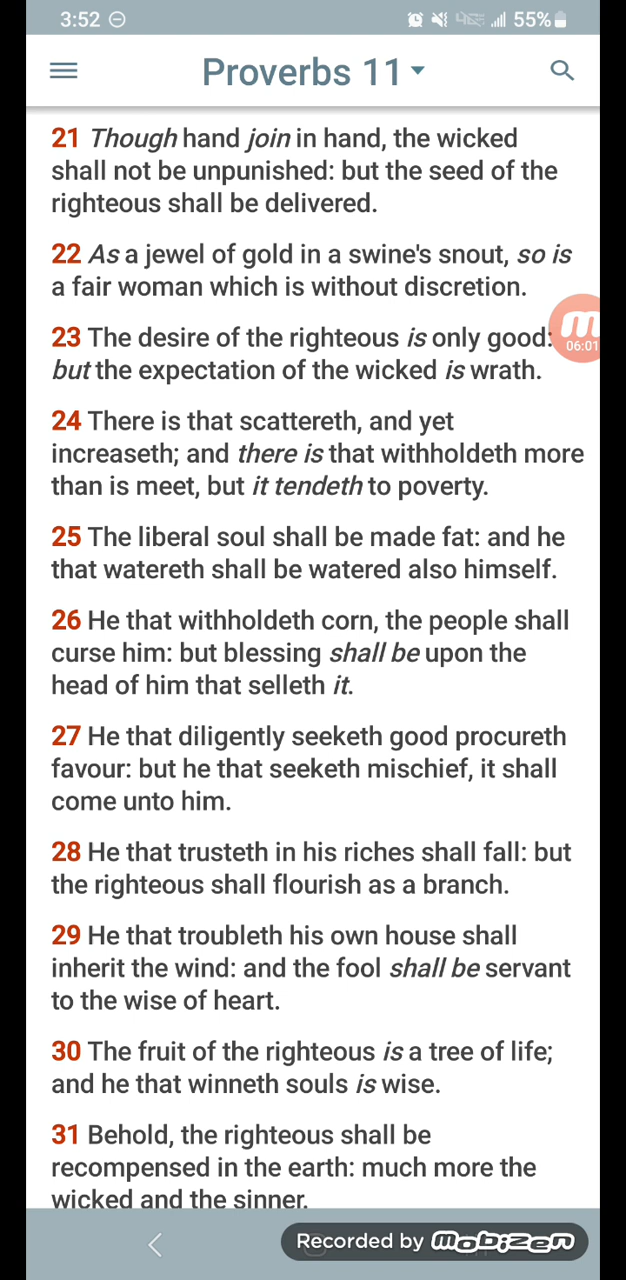 3:52 55%
Proverbs 11
21 Though hand join in hand, the wicked
shall not be unpunished: but the seed of the
righteous shall be delivered.
22 As a jewel of gold in a swine's snout, so is
a fair woman which is without discretion.
23 The desire of the righteous is only good:
but the expectation of the wicked is wrath.
m
06:01
24 There is that scattereth, and yet
increaseth; and there is that withholdeth more
than is meet, but it tendeth to poverty.
25 The liberal soul shall be made fat: and he
that watereth shall be watered also himself.
26 He that withholdeth corn, the people shall
curse him: but blessing shall be upon the
head of him that selleth it.
27 He that diligently seeketh good procureth
favour: but he that seeketh mischief, it shall
come unto him.
28 He that trusteth in his riches shall fall: but
the righteous shall flourish as a branch.
29 He that troubleth his own house shall
inherit the wind: and the fool shall be servant
to the wise of heart.
30 The fruit of the righteous is a tree of life;
and he that winneth souls is wise.
31 Behold, the righteous shall be
recompensed in the earth: much more the
wicked and the sinner.
Recorded by mobizen